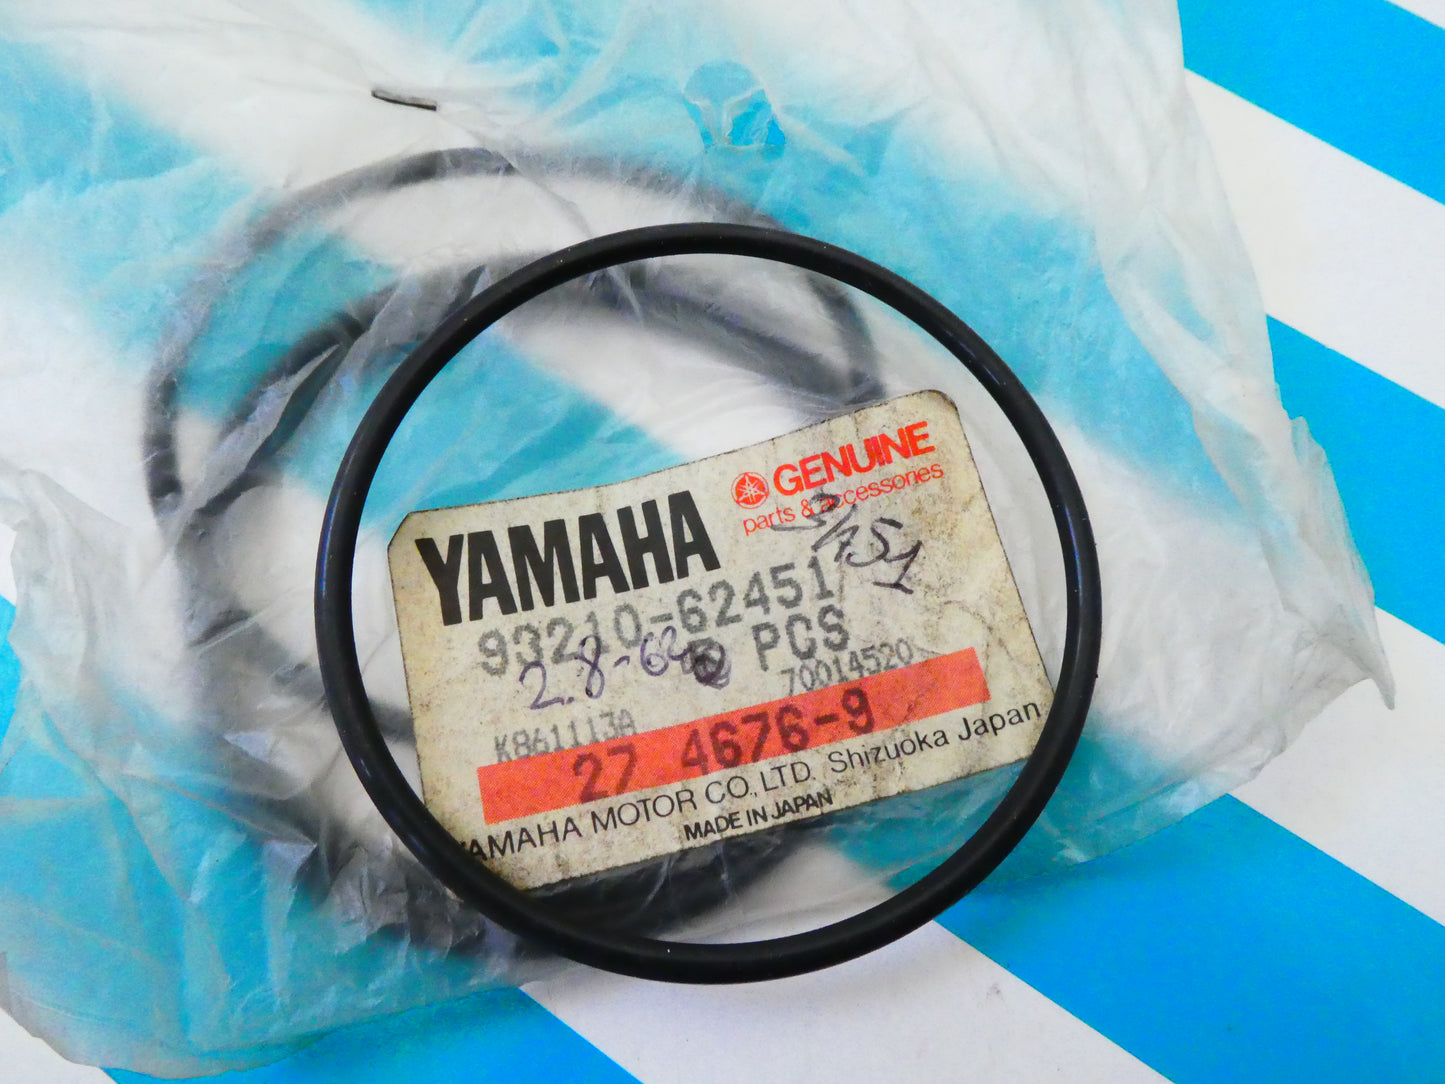 YAMAHA
GENUINE
parts & accessories
93210-62451
PCS
2.8-62
70014520
K861113A
27 4676-9
YAMAHA MOTOR CO., LTD. Shizuoka Japan
MADE IN JAPAN